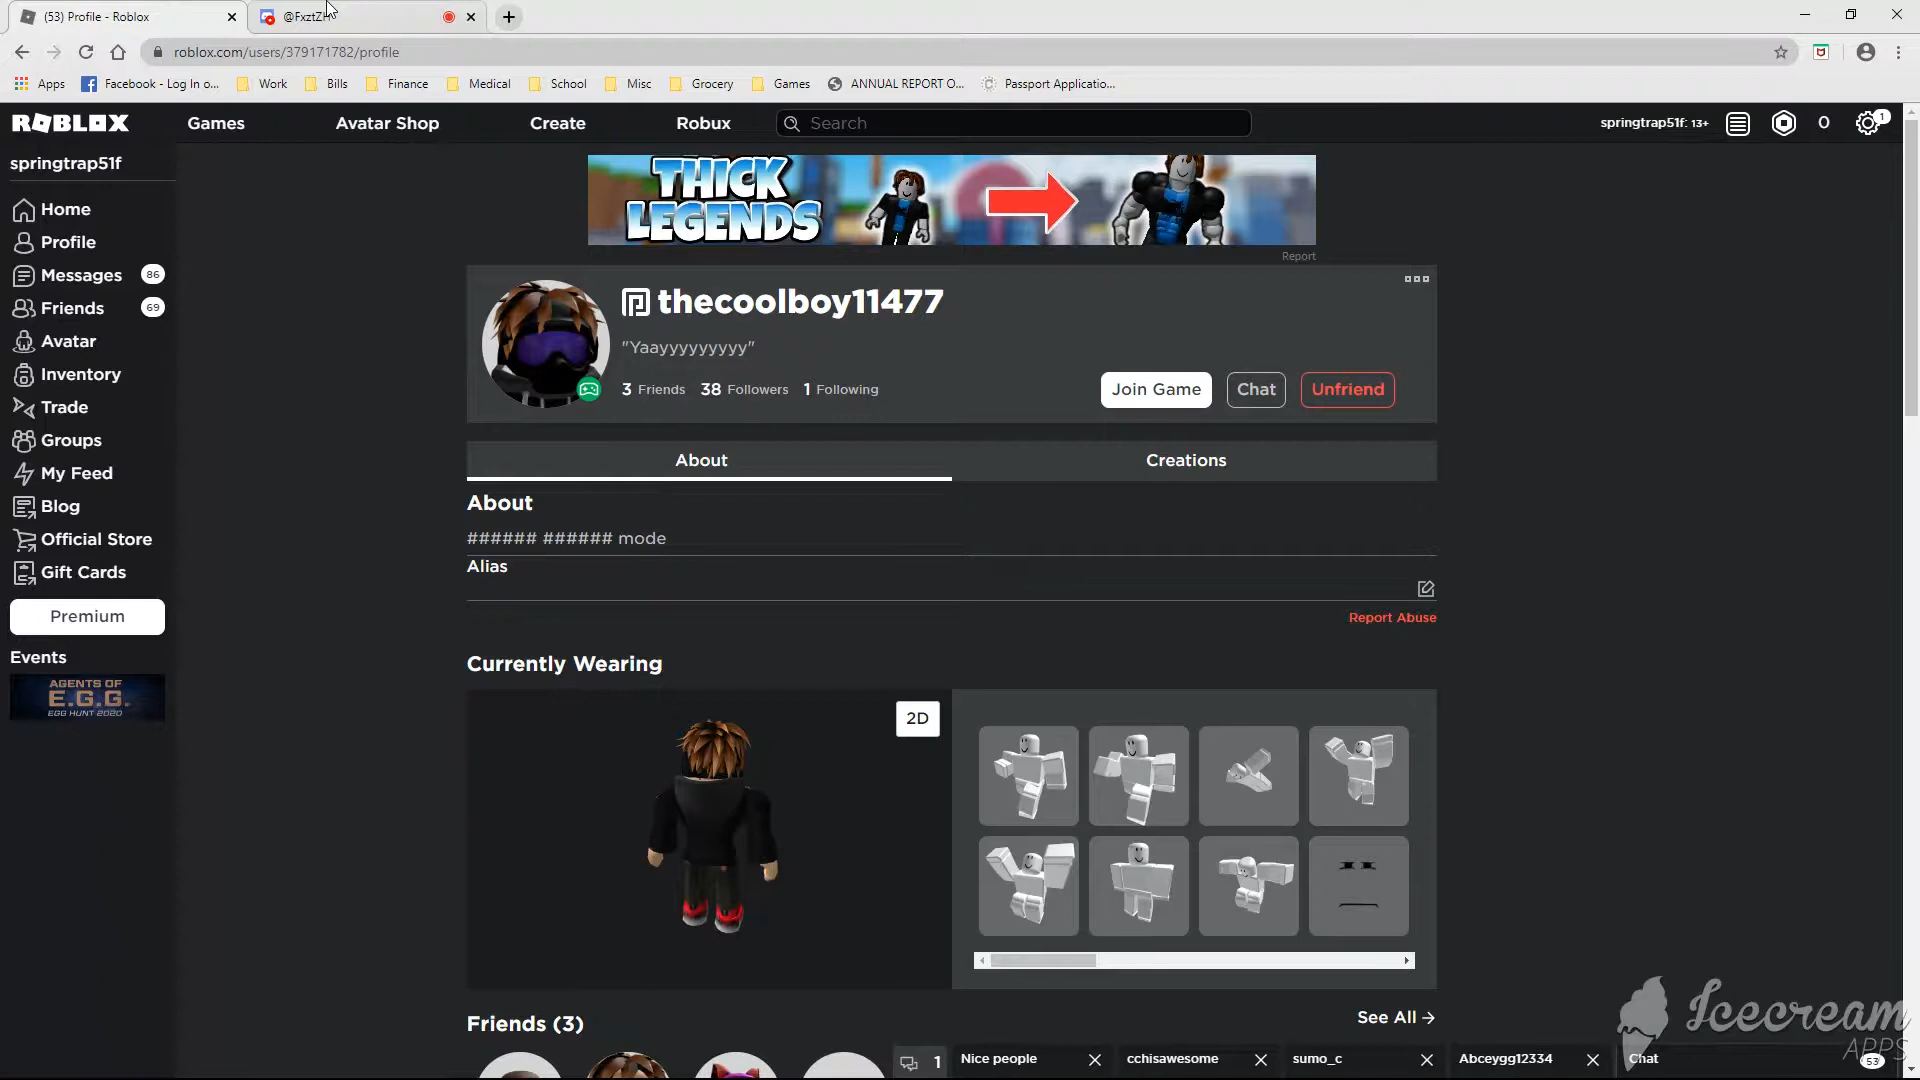 (53) Profile - Roblox
@FxztZH
roblox.com/users/379171782/profile
Apps
Facebook - Log In o...
Work
Bills
Finance
Medical
School
Misc
Grocery
Games
ANNUAL REPORT O...
Passport Applicatio...
ROBLOX
Games
Avatar Shop
Create
Robux
Search
springtrap51f: 13+
0
1
springtrap51f
Home
Profile
Messages 86
Friends 69
Avatar
Inventory
Trade
Groups
My Feed
Blog
Official Store
Gift Cards
Premium
Events
AGENTS OF
E.G.G.
EGG HUNT 2020
THICK
LEGENDS
Report
thecoolboy11477
"Yaayyyyyyyyy"
3 Friends 38 Followers 1 Following
Join Game
Chat
Unfriend
About
Creations
About
###### ###### mode
Alias
Report Abuse
Currently Wearing
2D
Friends (3)
See All
1
Nice people
cchisawesome
sumo_c
Abceygg12334
Chat
53
Icecream
APPS